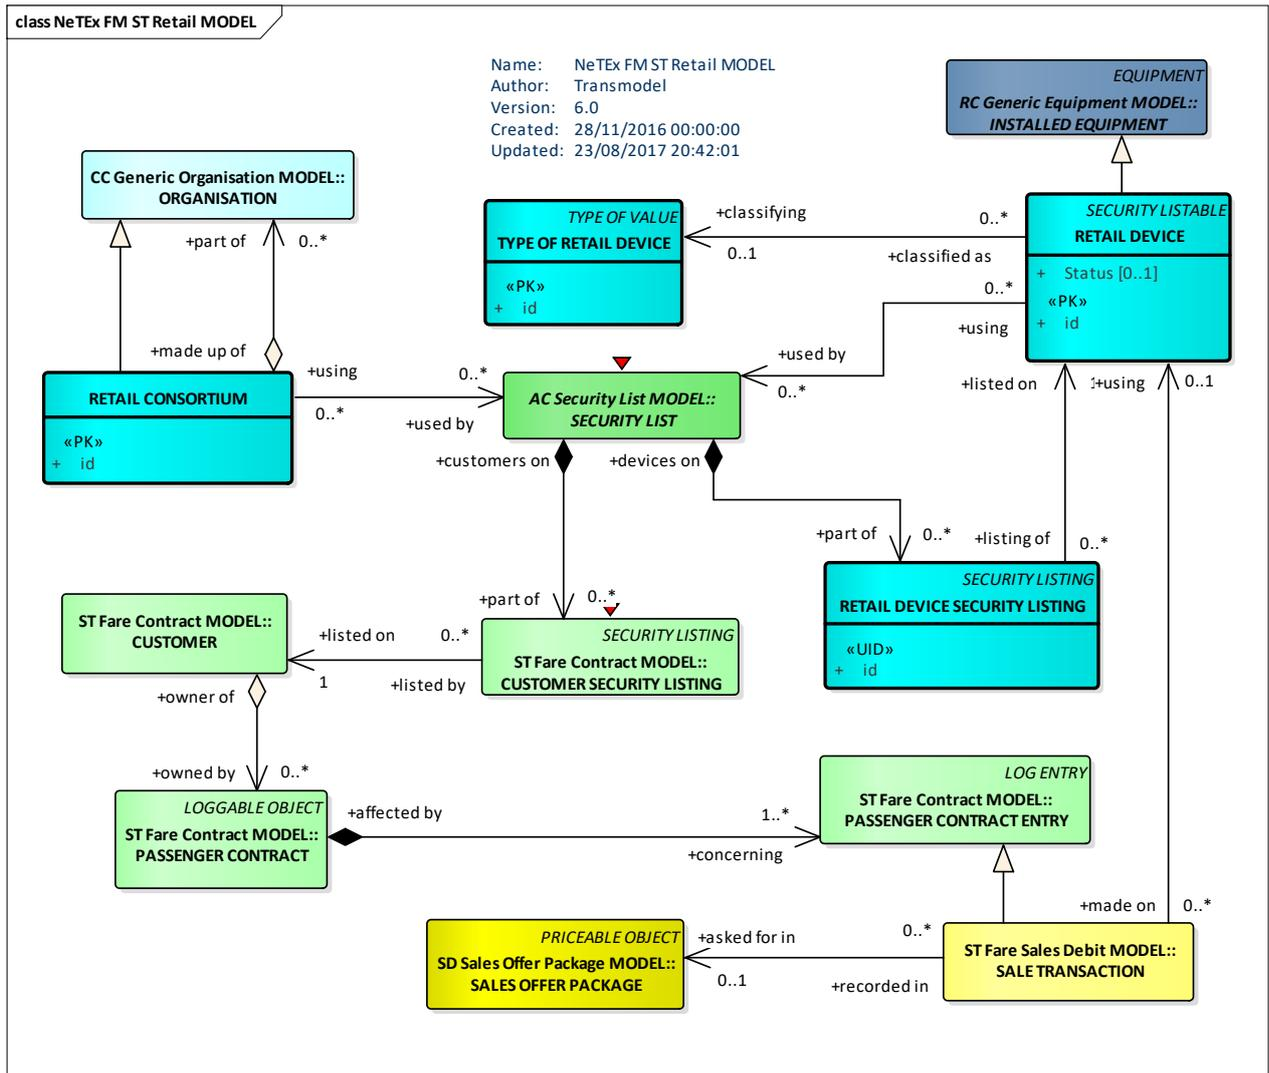 class NeTEx FM ST Retail MODEL
Name: NeTEx FM ST Retail MODEL
Author: Transmodel
Version: 6.0
Created: 28/11/2016 00:00:00
Updated: 23/08/2017 20:42:01
EQUIPMENT
RC Generic Equipment MODEL::
INSTALLED EQUIPMENT
CC Generic Organisation MODEL::
ORGANISATION
+part of 0..*
+made up of
TYPE OF VALUE
TYPE OF RETAIL DEVICE
«PK»
+ id
+classifying
0..1
0..*
+classified as
SECURITY LISTABLE
RETAIL DEVICE
+ Status [0..1]
«PK»
+ id
0..*
+using
+used by
0..*
RETAIL CONSORTIUM
«PK»
+ id
+using
0..*
0..*
+used by
AC Security List MODEL::
SECURITY LIST
+customers on
+devices on
+listed on
+using
0..1
+part of
0..*
+listing of
0..*
SECURITY LISTING
RETAIL DEVICE SECURITY LISTING
«UID»
+ id
+part of
0..*
ST Fare Contract MODEL::
CUSTOMER
+listed on
1
0..*
+listed by
SECURITY LISTING
ST Fare Contract MODEL::
CUSTOMER SECURITY LISTING
+owner of
+owned by
0..*
LOGGABLE OBJECT
ST Fare Contract MODEL::
PASSENGER CONTRACT
+affected by
1..*
+concerning
LOG ENTRY
ST Fare Contract MODEL::
PASSENGER CONTRACT ENTRY
+made on
0..*
PRICEABLE OBJECT
SD Sales Offer Package MODEL::
SALES OFFER PACKAGE
+asked for in
0..1
0..*
+recorded in
ST Fare Sales Debit MODEL::
SALE TRANSACTION